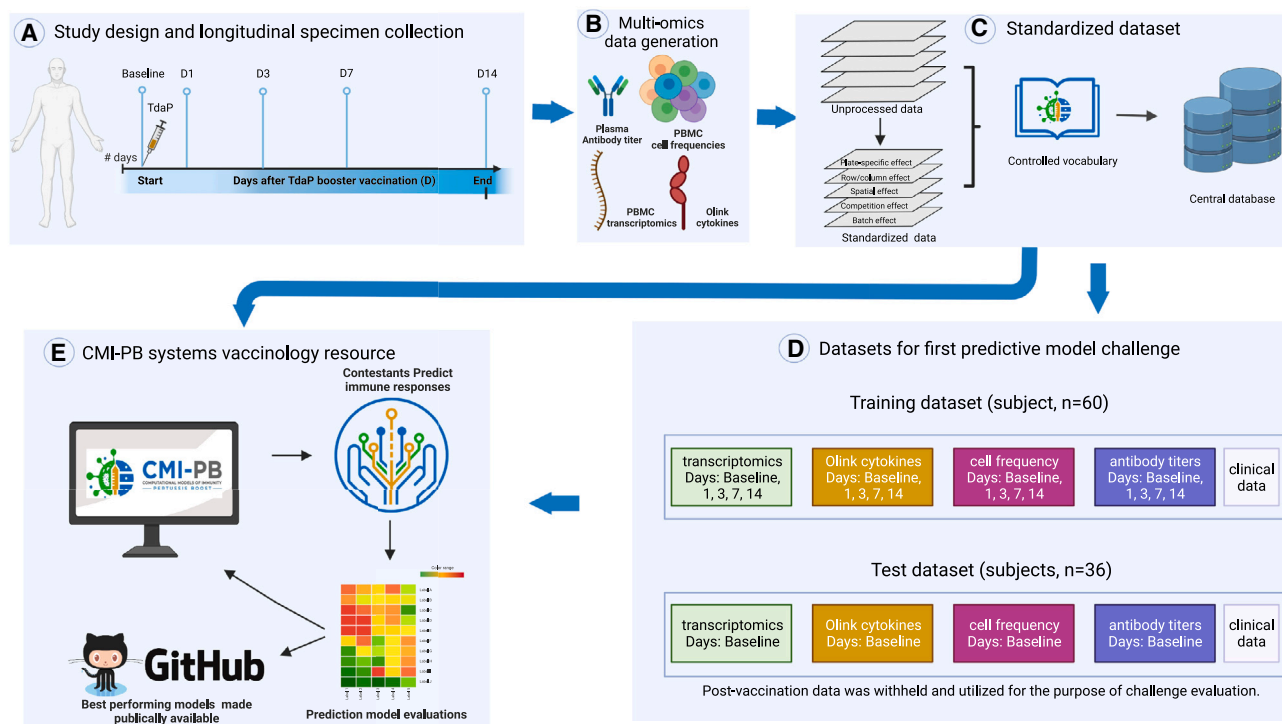 A Study design and longitudinal specimen collection
Baseline
D1
D3
D7
D14
TdaP
# days
Start
Days after TdaP booster vaccination (D)
End
B Multi-omics
data generation
Plasma
Antibody titer
PBMC
cell frequencies
PBMC
transcriptomics
Olink
cytokines
C Standardized dataset
Unprocessed data
Plate-specific effect
Row/column effect
Spatial effect
Competition effect
Batch effect
Standardized data
Controlled vocabulary
Central database
D Datasets for first predictive model challenge
Training dataset (subject, n=60)
transcriptomics
Days: Baseline,
1, 3, 7, 14
Olink cytokines
Days: Baseline,
1, 3, 7, 14
cell frequency
Days: Baseline,
1, 3, 7, 14
antibody titers
Days: Baseline,
1, 3, 7, 14
clinical
data
Test dataset (subjects, n=36)
transcriptomics
Days: Baseline
Olink cytokines
Days: Baseline
cell frequency
Days: Baseline
antibody titers
Days: Baseline
clinical
data
Post-vaccination data was withheld and utilized for the purpose of challenge evaluation.
E CMI-PB systems vaccinology resource
CMI-PB
COMPUTATIONAL MODELS OF IMMUNITY
PERTUSSIS BOOST
Contestants Predict
immune responses
Color range
GitHub
Best performing models made
publically available
Prediction model evaluations